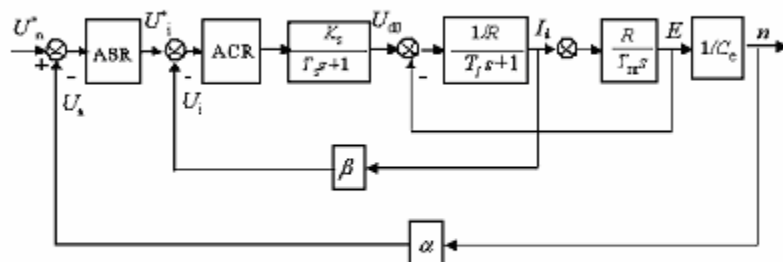 U*n U*i Ks Ud0 1/R Id R E n
+ - ASR - ACR Tss+1 - Tls+1 Tms 1/Ce
Un Ui
β
α